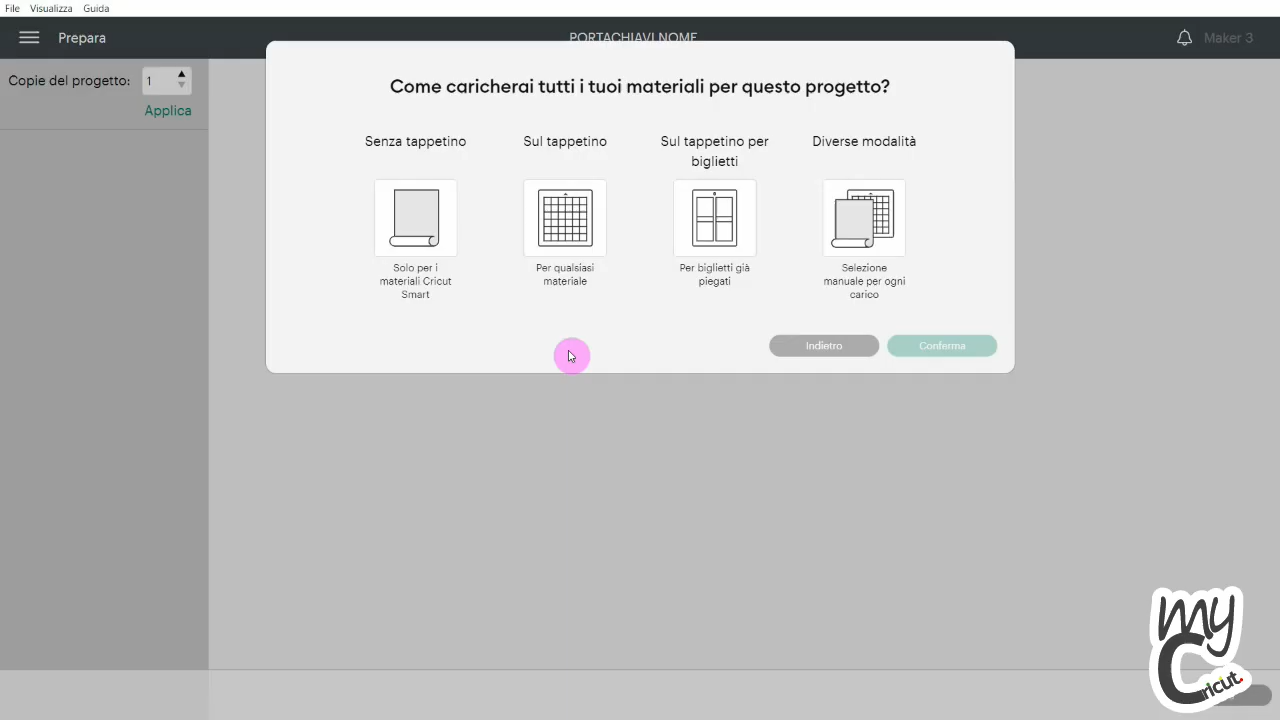 File Visualizza Guida
Prepara
PORTACHIAVI NOME
Maker 3
Copie del progetto: 1
Applica
Come caricherai tutti i tuoi materiali per questo progetto?
Senza tappetino
Solo per i
materiali Cricut
Smart
Sul tappetino
Per qualsiasi
materiale
Sul tappetino per
biglietti
Per biglietti già
piegati
Diverse modalità
Selezione
manuale per ogni
carico
Indietro
Conferma
my
Cricut.